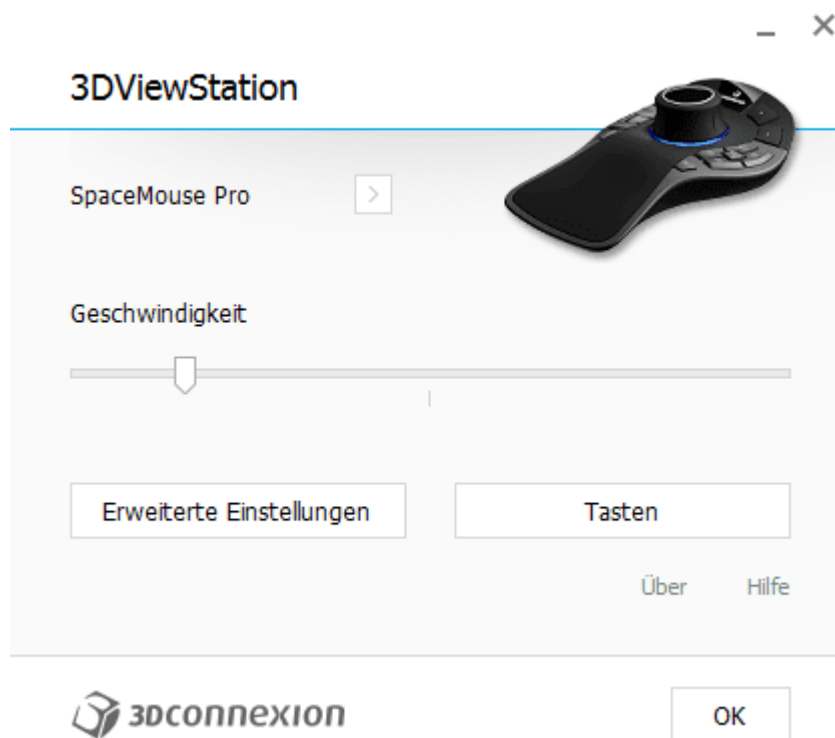 3DViewStation
SpaceMouse Pro
Geschwindigkeit
Erweiterte Einstellungen
Tasten
Über
Hilfe
3Dconnexion
OK